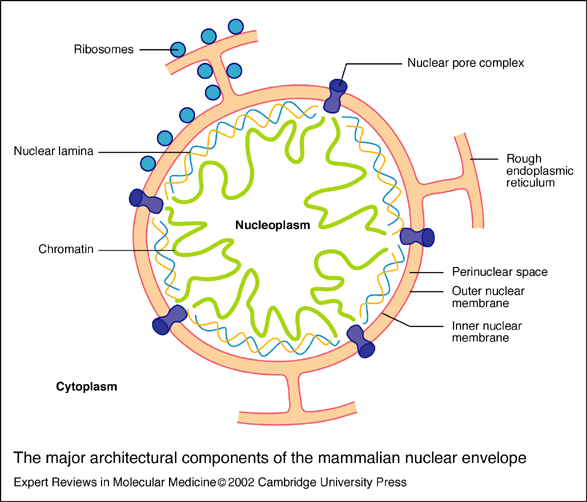 Ribosomes
Nuclear pore complex
Nuclear lamina
Rough
endoplasmic
reticulum
Nucleoplasm
Chromatin
Perinuclear space
Outer nuclear
membrane
Inner nuclear
membrane
Cytoplasm
The major architectural components of the mammalian nuclear envelope
Expert Reviews in Molecular Medicine © 2002 Cambridge University Press